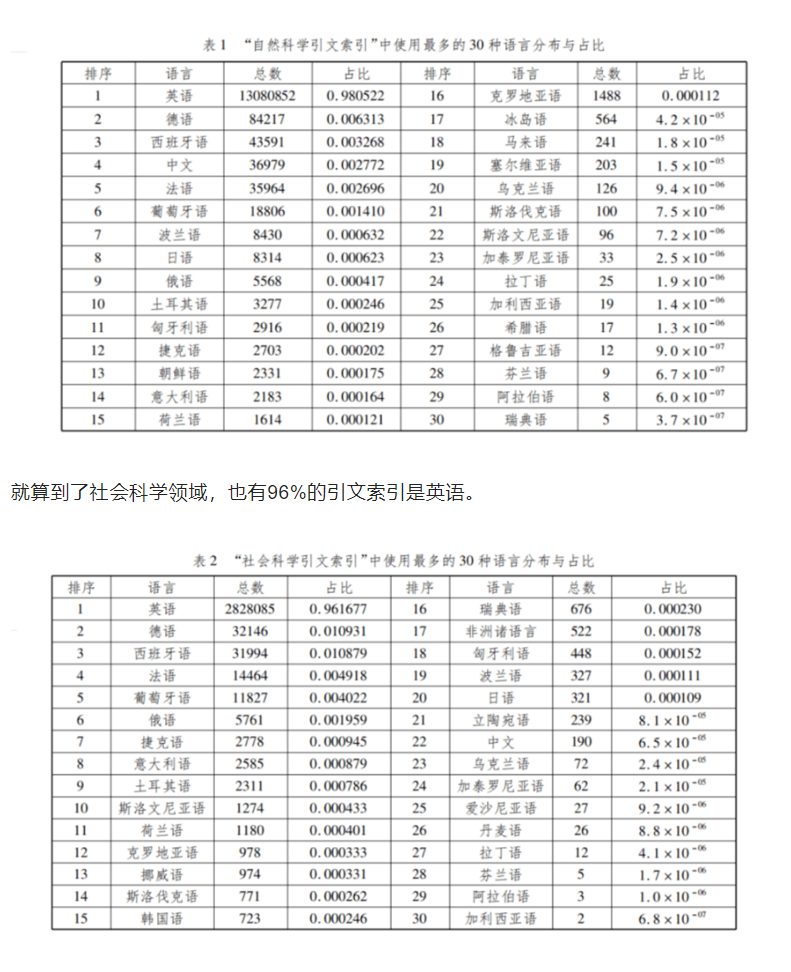 表 1 “自然科学引文索引”中使用最多的 30 种语言分布与占比
排序 语言 总数 占比 排序 语言 总数 占比
1 英语 13080852 0.980522 16 克罗地亚语 1488 0.000112
2 德语 84217 0.006313 17 冰岛语 564 4.2×10⁻⁰⁵
3 西班牙语 43591 0.003268 18 马来语 241 1.8×10⁻⁰⁵
4 中文 36979 0.002772 19 塞尔维亚语 203 1.5×10⁻⁰⁵
5 法语 35964 0.002696 20 乌克兰语 126 9.4×10⁻⁰⁶
6 葡萄牙语 18806 0.001410 21 斯洛伐克语 100 7.5×10⁻⁰⁶
7 波兰语 8430 0.000632 22 斯洛文尼亚语 96 7.2×10⁻⁰⁶
8 日语 8314 0.000623 23 加泰罗尼亚语 33 2.5×10⁻⁰⁶
9 俄语 5568 0.000417 24 拉丁语 25 1.9×10⁻⁰⁶
10 土耳其语 3277 0.000246 25 加利西亚语 19 1.4×10⁻⁰⁶
11 匈牙利语 2916 0.000219 26 希腊语 17 1.3×10⁻⁰⁶
12 捷克语 2703 0.000202 27 格鲁吉亚语 12 9.0×10⁻⁰⁷
13 朝鲜语 2331 0.000175 28 芬兰语 9 6.7×10⁻⁰⁷
14 意大利语 2183 0.000164 29 阿拉伯语 8 6.0×10⁻⁰⁷
15 荷兰语 1614 0.000121 30 瑞典语 5 3.7×10⁻⁰⁷
就算到了社会科学领域，也有96%的引文索引是英语。
表 2 “社会科学引文索引”中使用最多的 30 种语言分布与占比
排序 语言 总数 占比 排序 语言 总数 占比
1 英语 2828085 0.961677 16 瑞典语 676 0.000230
2 德语 32146 0.010931 17 非洲诸语言 522 0.000178
3 西班牙语 31994 0.010879 18 匈牙利语 448 0.000152
4 法语 14464 0.004918 19 波兰语 327 0.000111
5 葡萄牙语 11827 0.004022 20 日语 321 0.000109
6 俄语 5761 0.001959 21 立陶宛语 239 8.1×10⁻⁰⁵
7 捷克语 2778 0.000945 22 中文 190 6.5×10⁻⁰⁵
8 意大利语 2585 0.000879 23 乌克兰语 72 2.4×10⁻⁰⁵
9 土耳其语 2311 0.000786 24 加泰罗尼亚语 62 2.1×10⁻⁰⁵
10 斯洛文尼亚语 1274 0.000433 25 爱沙尼亚语 27 9.2×10⁻⁰⁶
11 荷兰语 1180 0.000401 26 丹麦语 26 8.8×10⁻⁰⁶
12 克罗地亚语 978 0.000333 27 拉丁语 12 4.1×10⁻⁰⁶
13 挪威语 974 0.000331 28 芬兰语 5 1.7×10⁻⁰⁶
14 斯洛伐克语 771 0.000262 29 阿拉伯语 3 1.0×10⁻⁰⁶
15 韩国语 723 0.000246 30 加利西亚语 2 6.8×10⁻⁰⁷